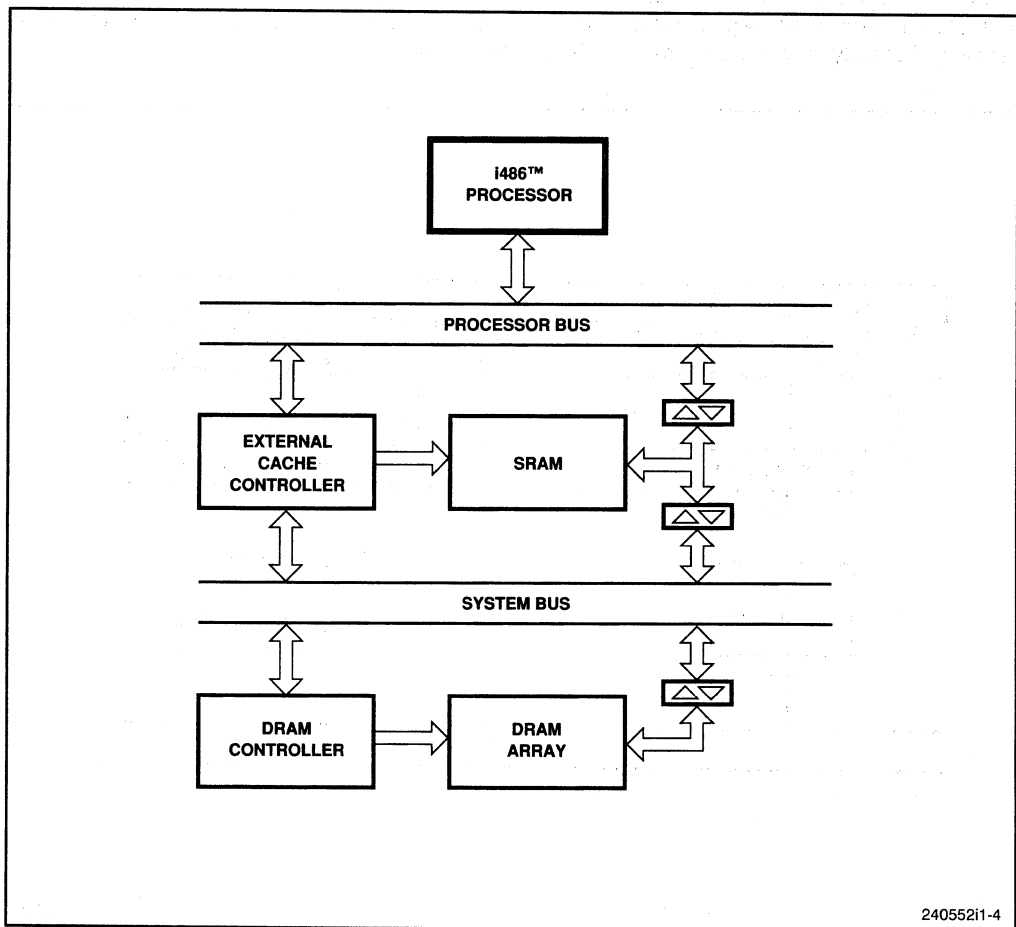 i486™
PROCESSOR
PROCESSOR BUS
EXTERNAL
CACHE
CONTROLLER
SRAM
SYSTEM BUS
DRAM
CONTROLLER
DRAM
ARRAY
240552i1-4